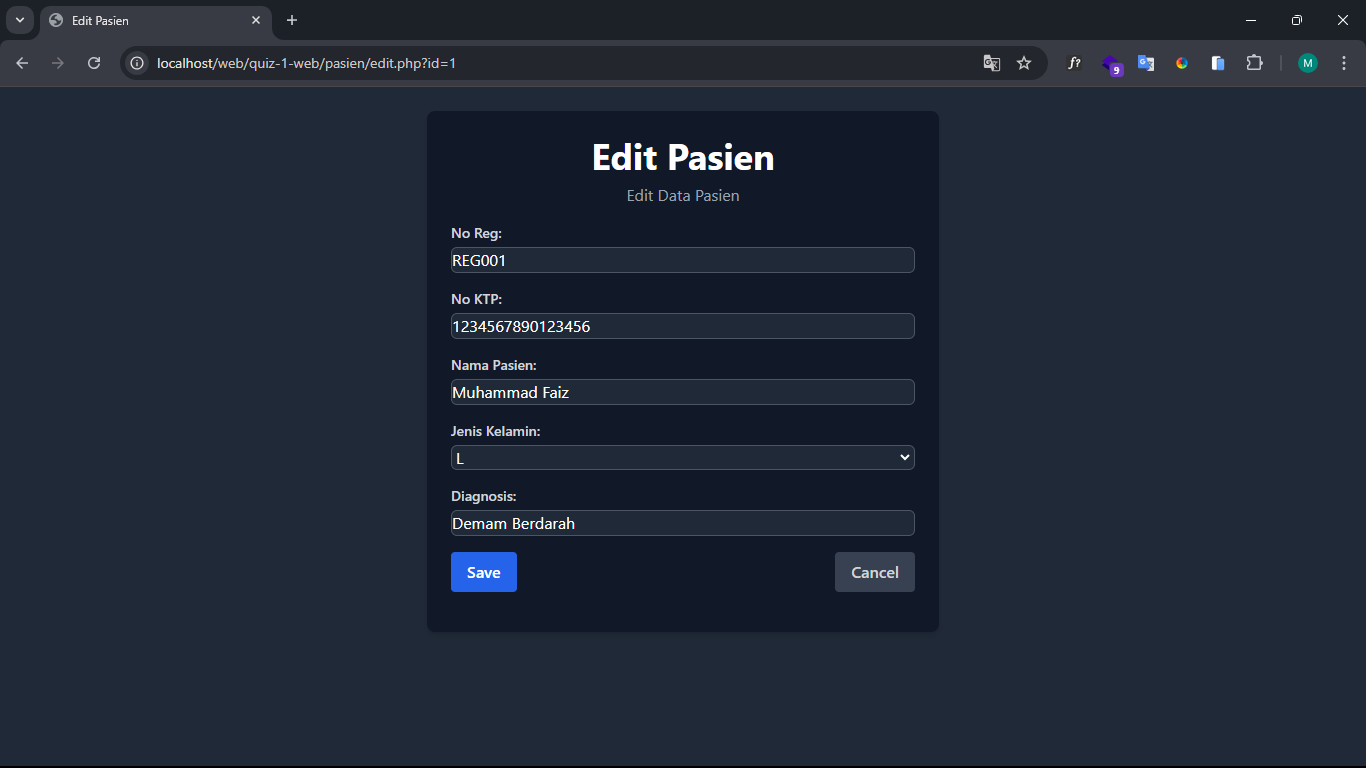 Edit Pasien
localhost/web/quiz-1-web/pasien/edit.php?id=1
f?
9
G
M
Edit Pasien
Edit Data Pasien
No Reg:
REG001
No KTP:
1234567890123456
Nama Pasien:
Muhammad Faiz
Jenis Kelamin:
L
Diagnosis:
Demam Berdarah
Save Cancel